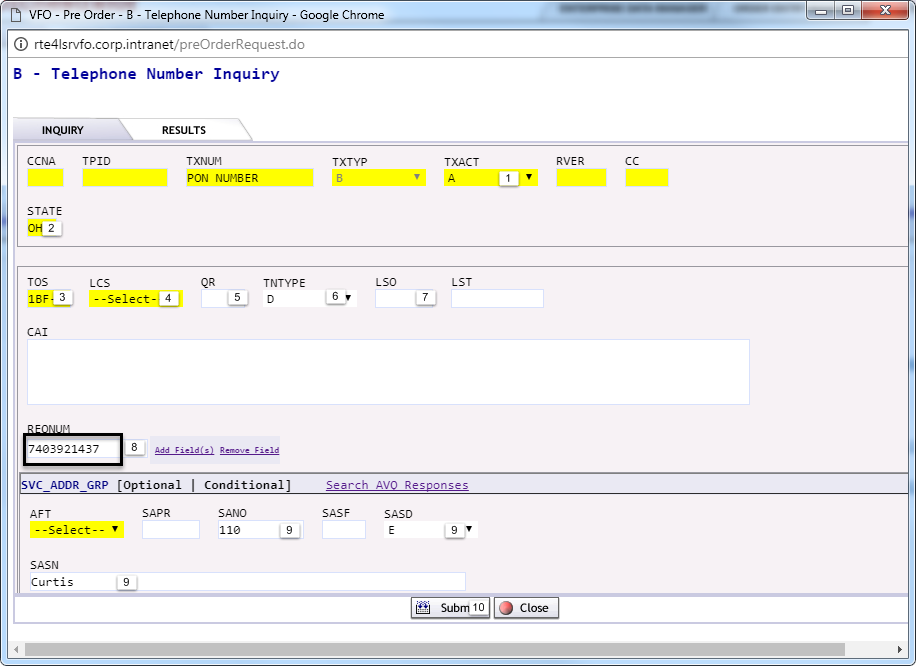 VFO - Pre Order - B - Telephone Number Inquiry - Google Chrome
rte4lsrvfo.corp.intranet/preOrderRequest.do
B - Telephone Number Inquiry
INQUIRY RESULTS
CCNA TPID TXNUM TXTYP TXACT RVER CC
PON NUMBER B A 1
STATE
OH 2
TOS LCS QR TNTYPE LSO LST
1BF- 3 --Select- 4 5 D 6 7
CAI
REQNUM
7403921437 8 Add Field(s) Remove Field
SVC_ADDR_GRP [Optional | Conditional] Search AVQ Responses
AFT SAPR SANO SASF SASD
--Select-- 110 9 E 9
SASN
Curtis 9
Subm 10 Close